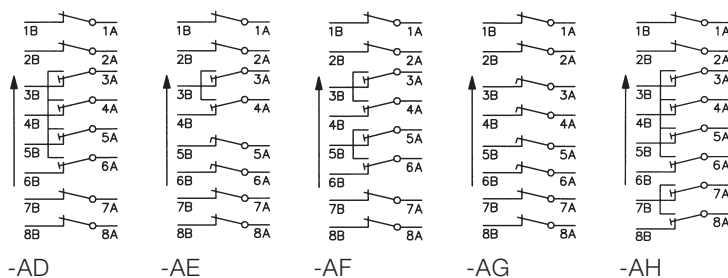 1B 1A 1B 1A 1B 1A 1B 1A 1B 1A
2B 2A 2B 2A 2B 2A 2B 2A 2B 2A
3B 3A 3B 3A 3B 3A 3B 3A 3B 3A
4B 4A 4B 4A 4B 4A 4B 4A 4B 4A
5B 5A 5B 5A 5B 5A 5B 5A 5B 5A
6B 6A 6B 6A 6B 6A 6B 6A 6B 6A
7B 7A 7B 7A 7B 7A 7B 7A 7B 7A
8B 8A 8B 8A 8B 8A 8B 8A 8B 8A
-AD -AE -AF -AG -AH